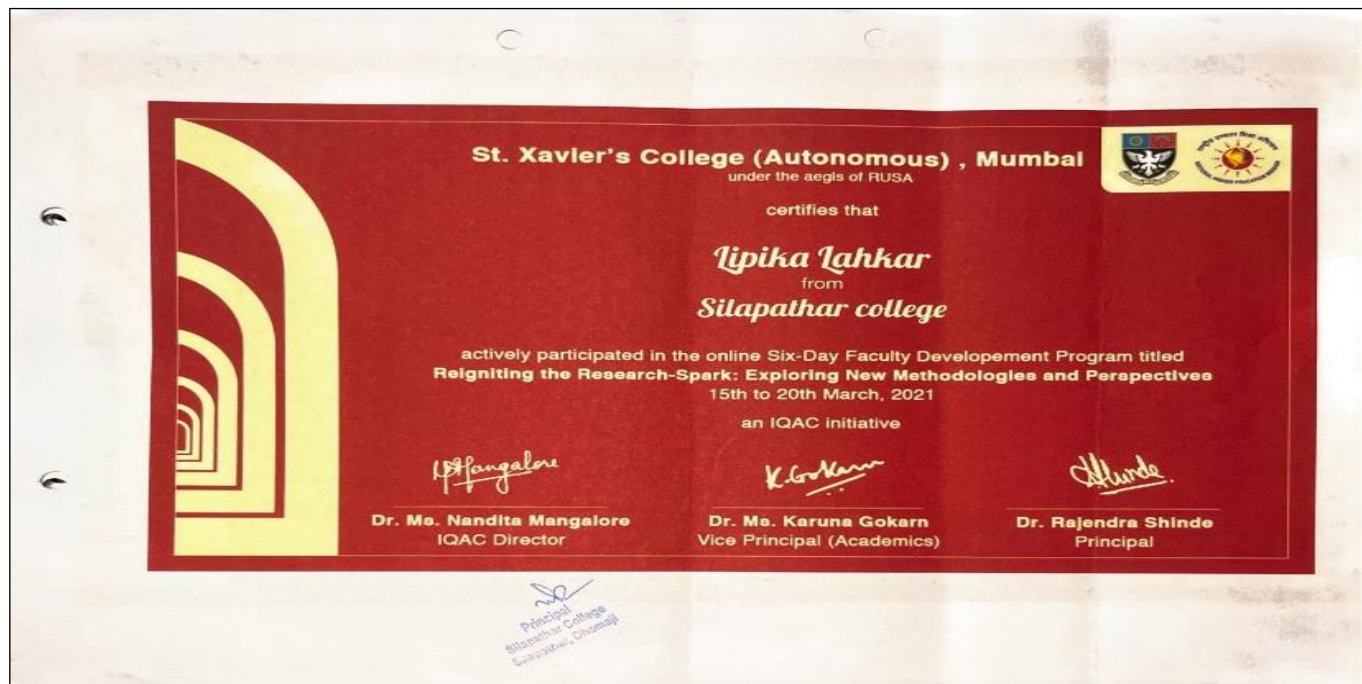 St. Xavier's College (Autonomous) , Mumbai
under the aegis of RUSA
certifies that
Lipika Lahkar
from
Silapathar college
actively participated in the online Six-Day Faculty Developement Program titled
Reigniting the Research-Spark: Exploring New Methodologies and Perspectives
15th to 20th March, 2021
an IQAC initiative
Dr. Ms. Nandita Mangalore
IQAC Director
K. Gokarn
Dr. Ms. Karuna Gokarn
Vice Principal (Academics)
Dr. Rajendra Shinde
Principal
Principal
Silapathar College
Silapathar, Dhemaji